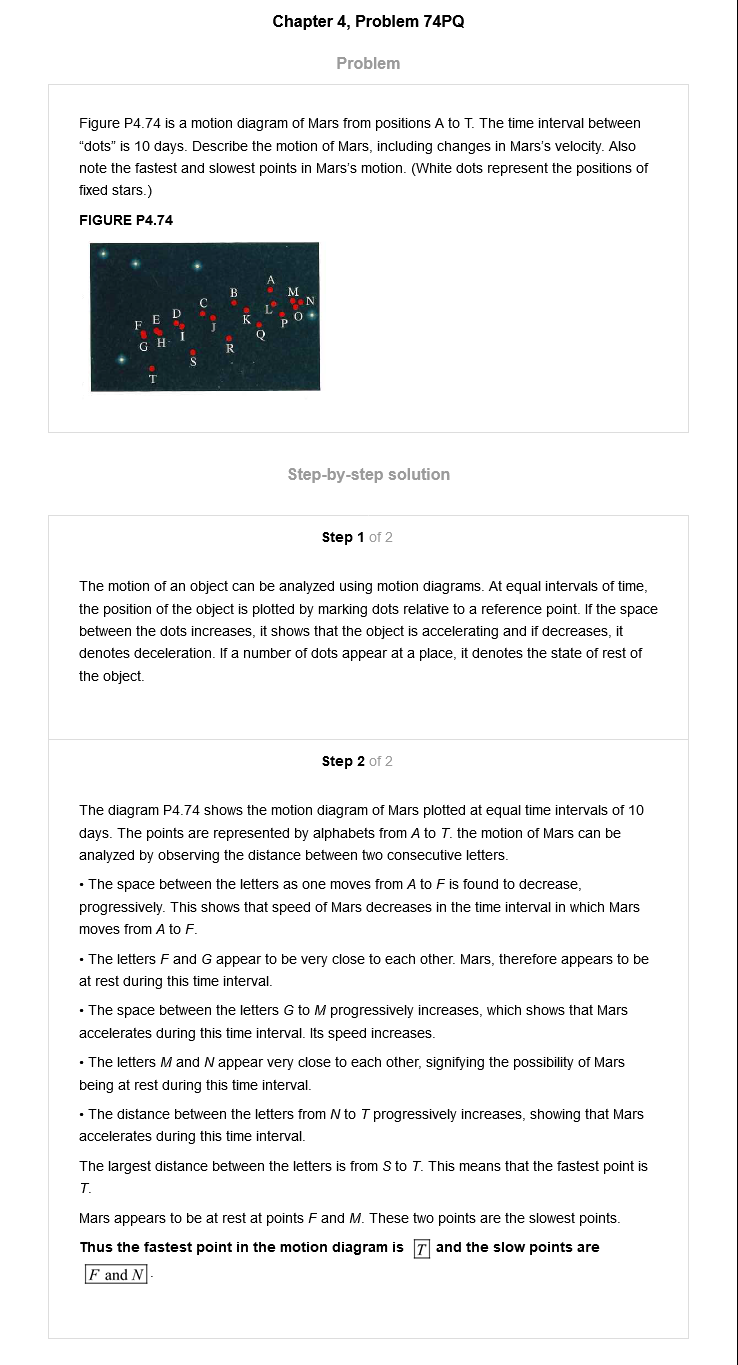 Chapter 4, Problem 74PQ
Problem
Figure P4.74 is a motion diagram of Mars from positions A to T. The time interval between
“dots” is 10 days. Describe the motion of Mars, including changes in Mars’s velocity. Also
note the fastest and slowest points in Mars’s motion. (White dots represent the positions of
fixed stars.)
FIGURE P4.74
A
B
M
N
C
L
D
E
F
J
K
P
O
G
H
I
Q
R
S
T
Step-by-step solution
Step 1 of 2
The motion of an object can be analyzed using motion diagrams. At equal intervals of time,
the position of the object is plotted by marking dots relative to a reference point. If the space
between the dots increases, it shows that the object is accelerating and if decreases, it
denotes deceleration. If a number of dots appear at a place, it denotes the state of rest of
the object.
Step 2 of 2
The diagram P4.74 shows the motion diagram of Mars plotted at equal time intervals of 10
days. The points are represented by alphabets from A to T. the motion of Mars can be
analyzed by observing the distance between two consecutive letters.
• The space between the letters as one moves from A to F is found to decrease,
progressively. This shows that speed of Mars decreases in the time interval in which Mars
moves from A to F.
• The letters F and G appear to be very close to each other. Mars, therefore appears to be
at rest during this time interval.
• The space between the letters G to M progressively increases, which shows that Mars
accelerates during this time interval. Its speed increases.
• The letters M and N appear very close to each other, signifying the possibility of Mars
being at rest during this time interval.
• The distance between the letters from N to T progressively increases, showing that Mars
accelerates during this time interval.
The largest distance between the letters is from S to T. This means that the fastest point is
T.
Mars appears to be at rest at points F and M. These two points are the slowest points.
Thus the fastest point in the motion diagram is T and the slow points are
F and N.